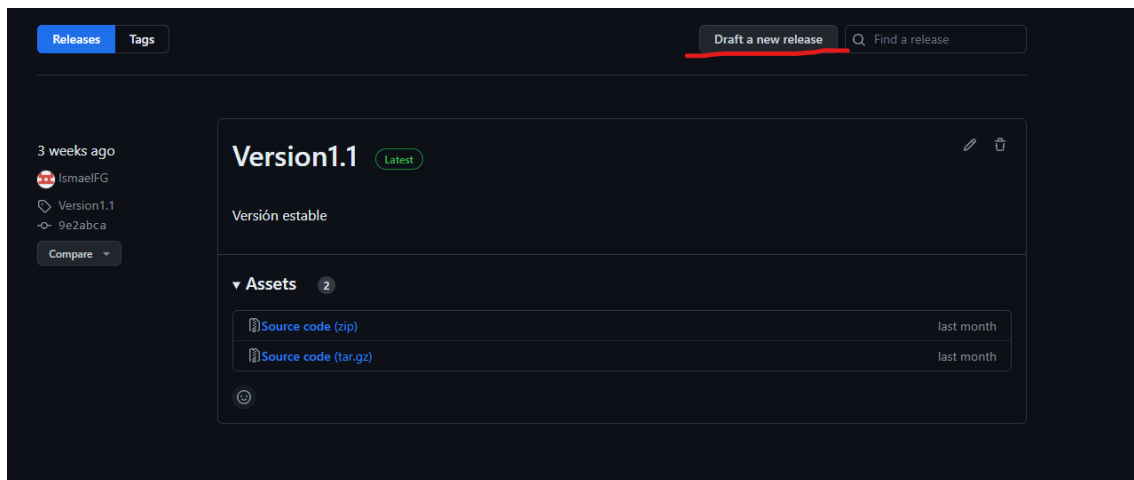 Releases Tags Draft a new release Find a release
3 weeks ago
IsmaelFG
Version1.1
9e2abca
Compare
Version1.1 Latest
Versión estable
Assets 2
Source code (zip) last month
Source code (tar.gz) last month